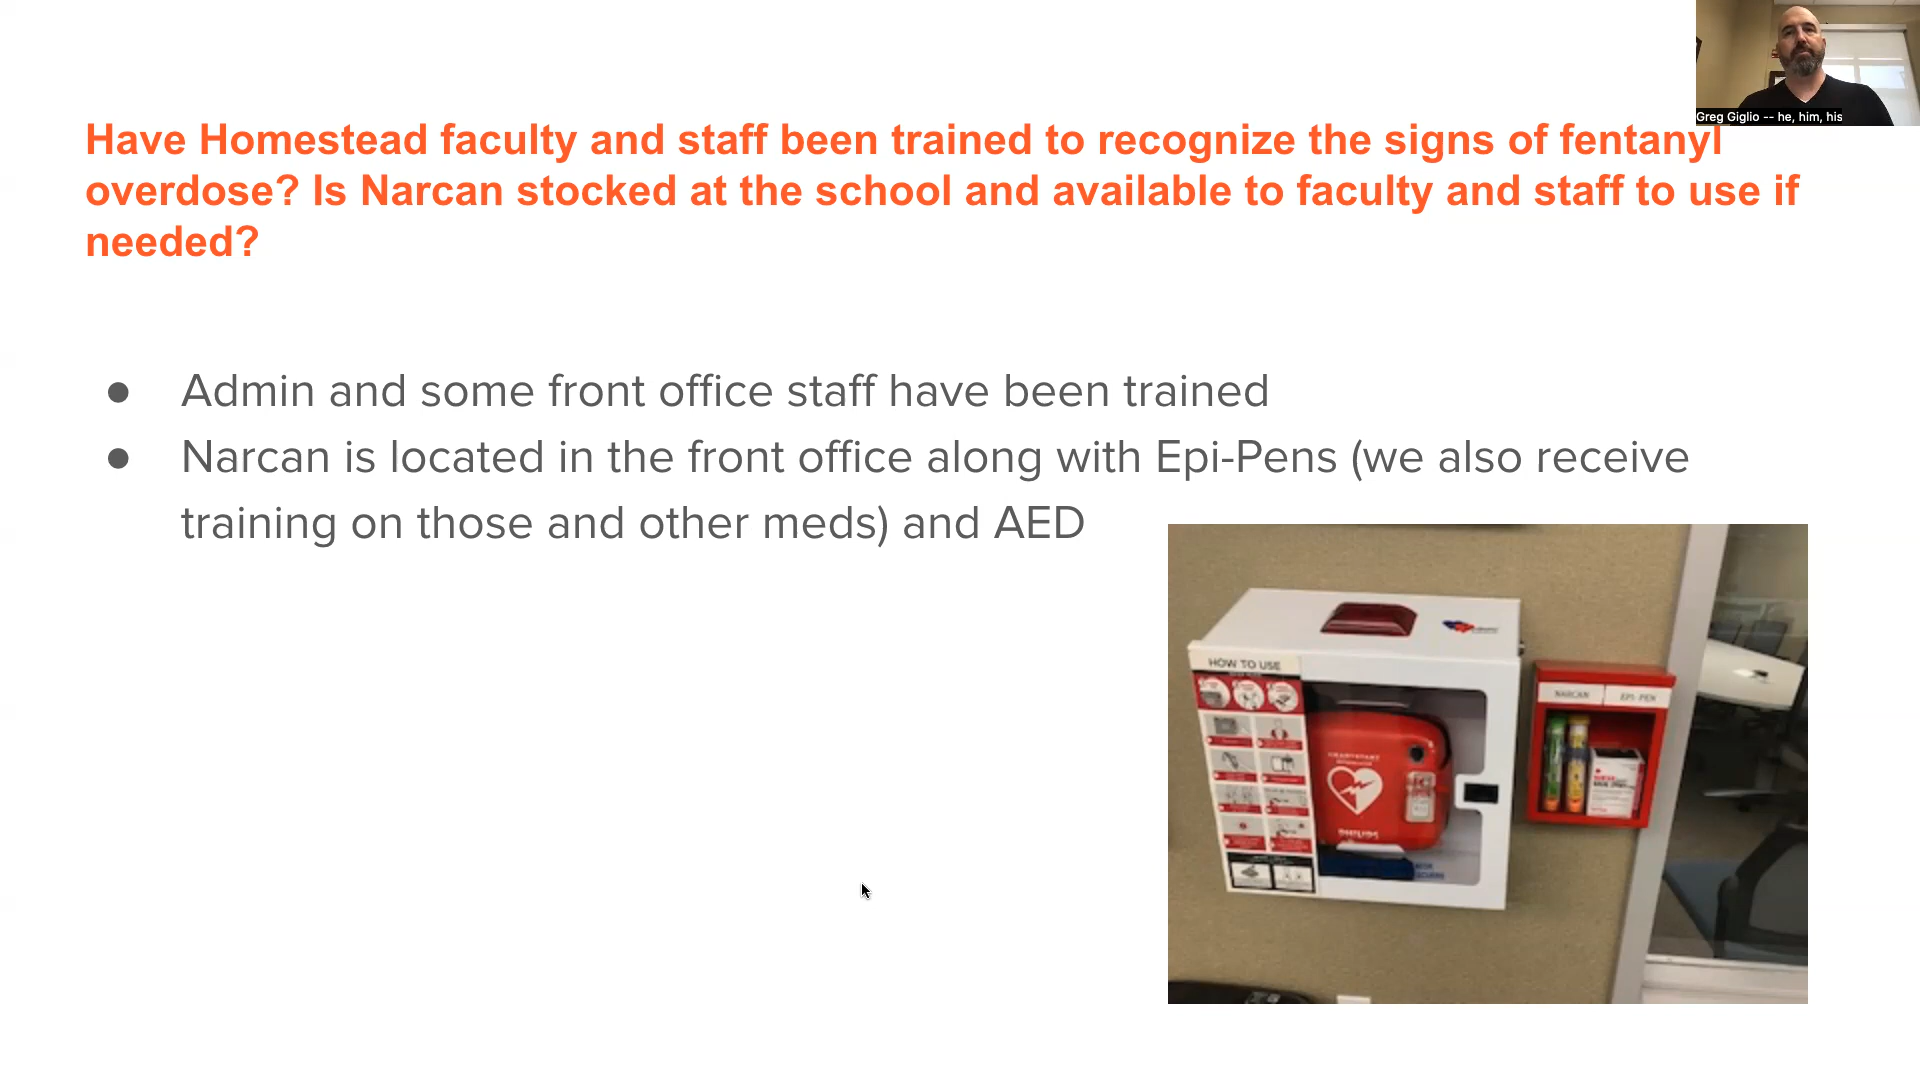 Greg Giglio -- he, him, his
Have Homestead faculty and staff been trained to recognize the signs of fentanyl
overdose? Is Narcan stocked at the school and available to faculty and staff to use if
needed?
● Admin and some front office staff have been trained
● Narcan is located in the front office along with Epi-Pens (we also receive
training on those and other meds) and AED
HOW TO USE
NARCAN
EPI PEN
HEARTSTART
PHILIPS